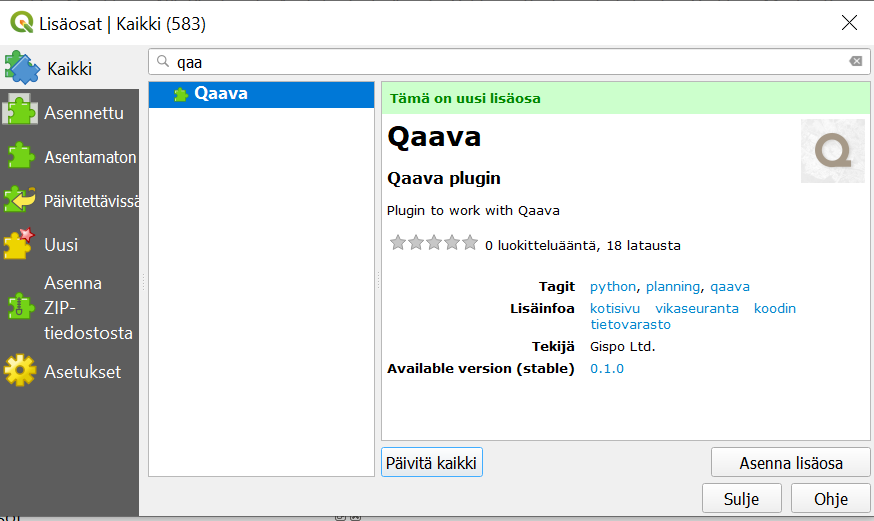 Lisäosat | Kaikki (583)
Kaikki
Asennettu
Asentamaton
Päivitettävissä
Uusi
Asenna
ZIP-
tiedostosta
Asetukset
qaa
Qaava
Tämä on uusi lisäosa
Qaava
Qaava plugin
Plugin to work with Qaava
0 luokitteluääntä, 18 latausta
Tagit python, planning, qaava
Lisäinfoa kotisivu vikaseuranta koodin
tietovarasto
Tekijä Gispo Ltd.
Available version (stable) 0.1.0
Päivitä kaikki
Asenna lisäosa
Sulje
Ohje